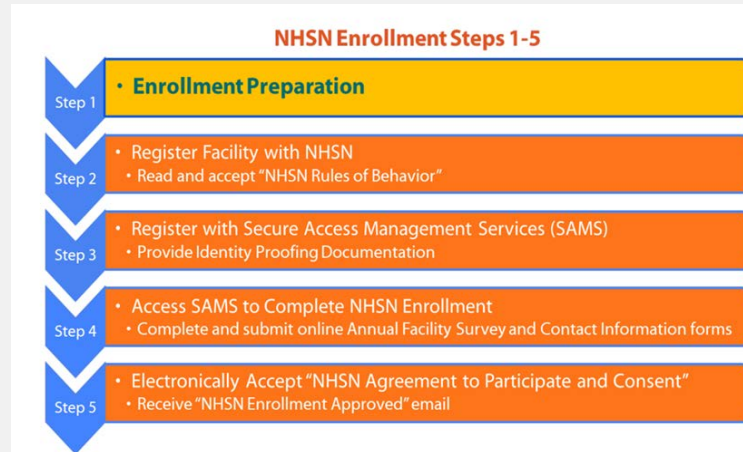 NHSN Enrollment Steps 1-5
Step 1
• Enrollment Preparation
Step 2
• Register Facility with NHSN
• Read and accept “NHSN Rules of Behavior”
Step 3
• Register with Secure Access Management Services (SAMS)
• Provide Identity Proofing Documentation
Step 4
• Access SAMS to Complete NHSN Enrollment
• Complete and submit online Annual Facility Survey and Contact Information forms
Step 5
• Electronically Accept “NHSN Agreement to Participate and Consent”
• Receive “NHSN Enrollment Approved” email